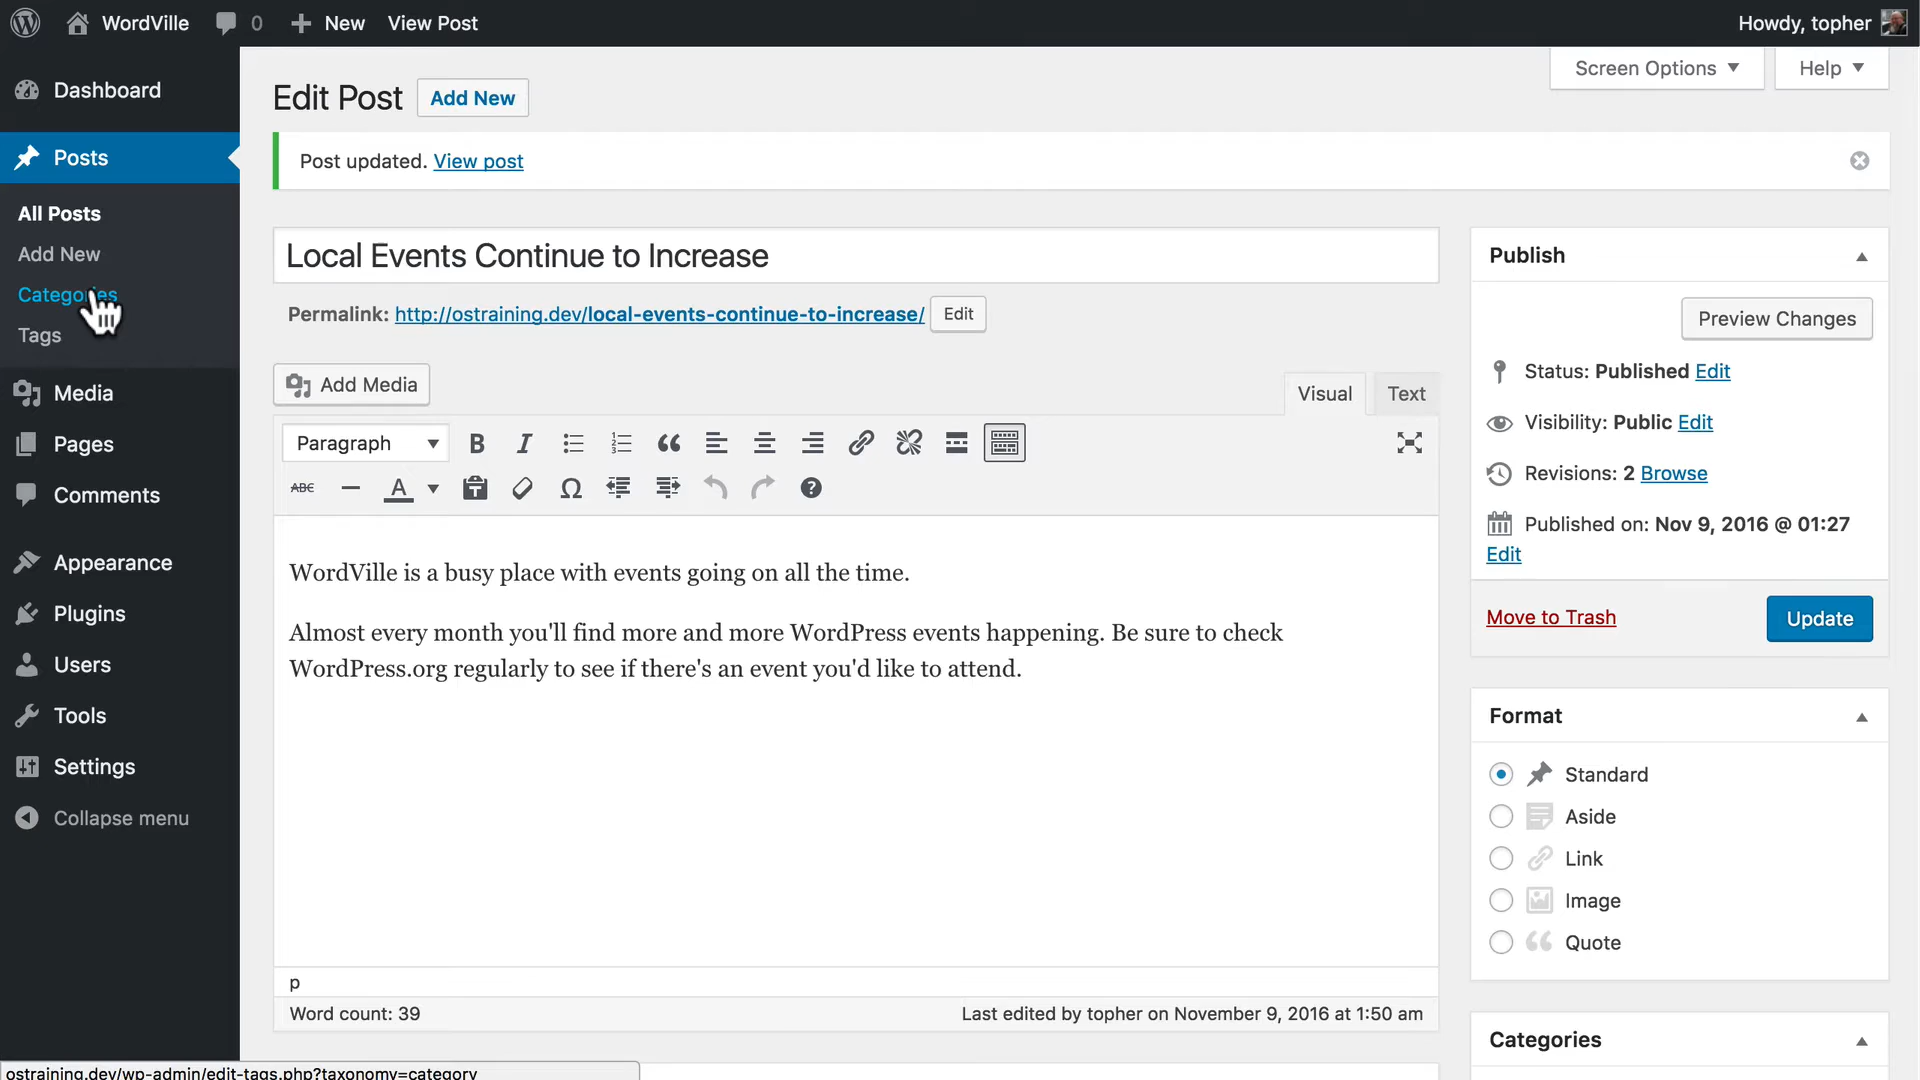 WordVille
0
New
View Post
Howdy, topher
Dashboard
Posts
All Posts
Add New
Categories
Tags
Media
Pages
Comments
Appearance
Plugins
Users
Tools
Settings
Collapse menu
Screen Options
Help
Edit Post
Add New
Post updated. View post
Local Events Continue to Increase
Permalink: http://ostraining.dev/local-events-continue-to-increase/
Edit
Add Media
Visual
Text
Paragraph
B
I
ABC
A
WordVille is a busy place with events going on all the time.
Almost every month you'll find more and more WordPress events happening. Be sure to check
WordPress.org regularly to see if there's an event you'd like to attend.
p
Word count: 39
Last edited by topher on November 9, 2016 at 1:50 am
Publish
Preview Changes
Status: Published Edit
Visibility: Public Edit
Revisions: 2 Browse
Published on: Nov 9, 2016 @ 01:27
Edit
Move to Trash
Update
Format
Standard
Aside
Link
Image
Quote
Categories
ostraining.dev/wp-admin/edit-tags.php?taxonomy=category